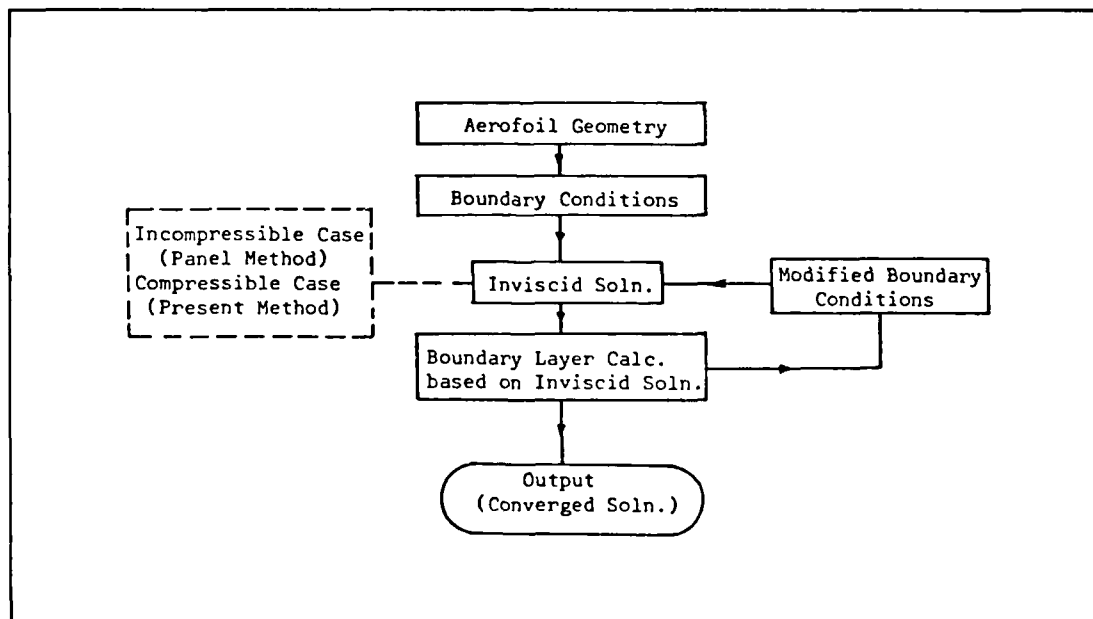 Aerofoil Geometry
Boundary Conditions
Incompressible Case
(Panel Method)
Compressible Case
(Present Method)
Inviscid Soln.
Modified Boundary
Conditions
Boundary Layer Calc.
based on Inviscid Soln.
Output
(Converged Soln.)